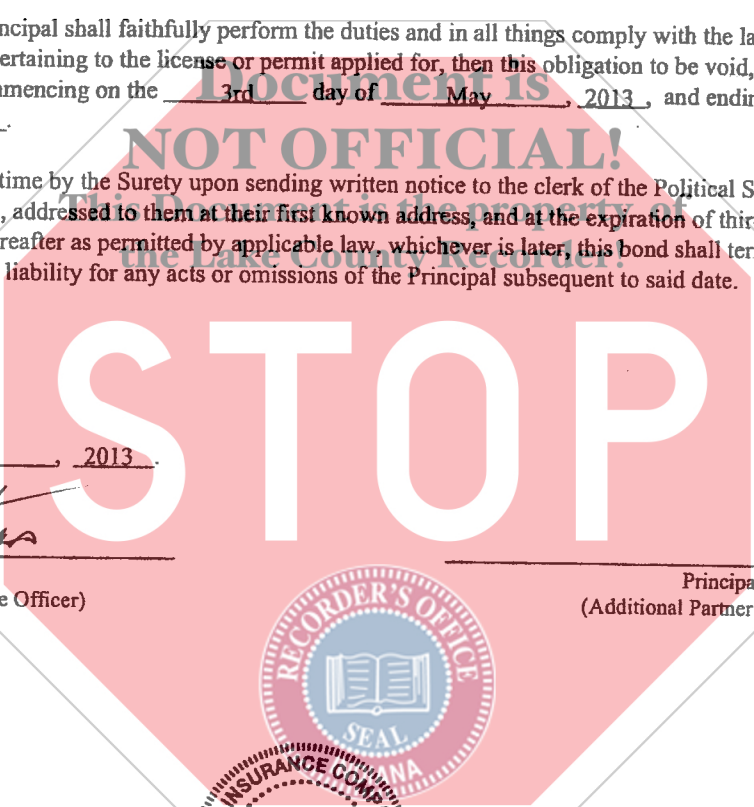 ncipal shall faithfully perform the duties and in all things comply with the la
ertaining to the license or permit applied for, then this obligation to be void,
Document is
mmencing on the 3rd day of May, 2013, and endin
NOT OFFICIAL!
time by the Surety upon sending written notice to the clerk of the Political S
This Document is the property of
, addressed to them at their first known address, and at the expiration of thir
reafter as permitted by applicable law, whichever is later, this bond shall ter
the Lake County Recorder!
liability for any acts or omissions of the Principal subsequent to said date.
STOP
, 2013.
Principa
e Officer)
(Additional Partner
RECORDER'S OFFICE
SEAL
INSURANCE COMP